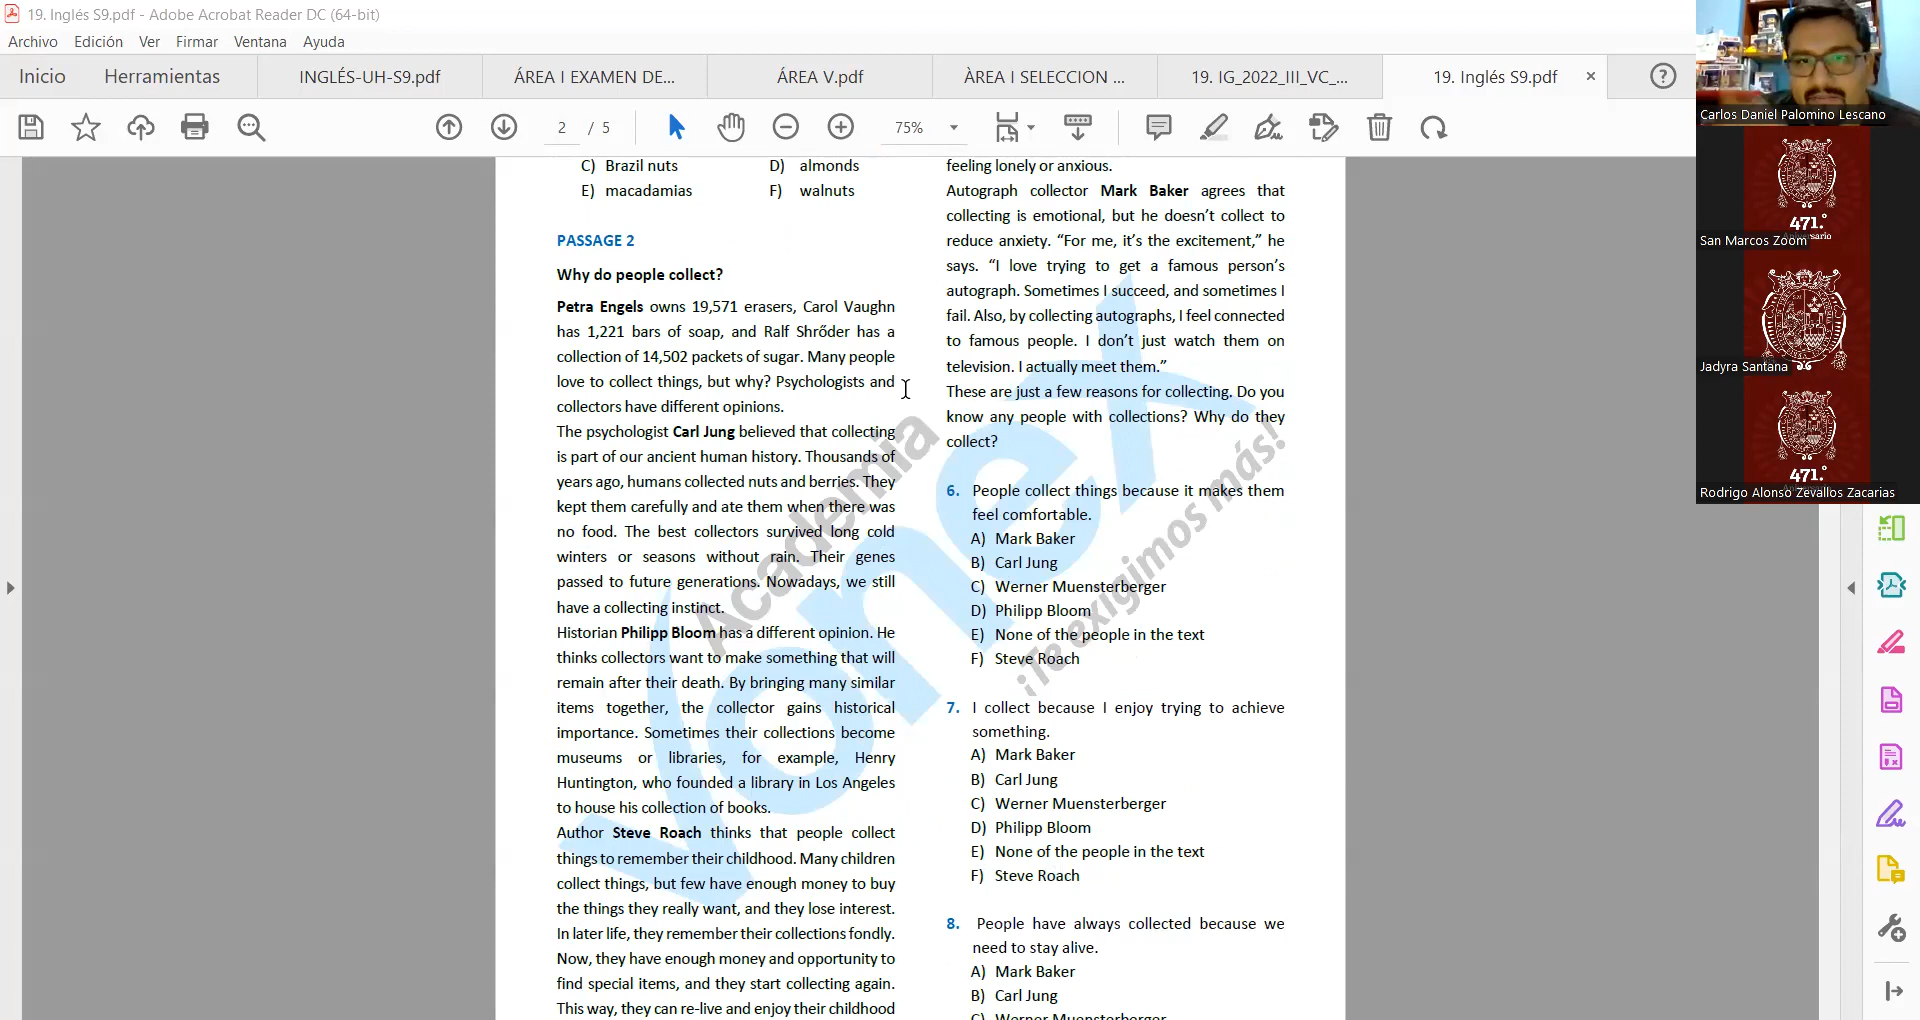 19. Inglés S9.pdf - Adobe Acrobat Reader DC (64-bit)
Archivo Edición Ver Firmar Ventana Ayuda
Inicio Herramientas INGLÉS-UH-S9.pdf ÁREA I EXAMEN DE... ÁREA V.pdf ÀREA I SELECCION ... 19. IG_2022_III_VC_... 19. Inglés S9.pdf ×
2 / 5 75%
C) Brazil nuts D) almonds
E) macadamias F) walnuts
PASSAGE 2
Why do people collect?
Petra Engels owns 19,571 erasers, Carol Vaughn
has 1,221 bars of soap, and Ralf Shrőder has a
collection of 14,502 packets of sugar. Many people
love to collect things, but why? Psychologists and
collectors have different opinions.
The psychologist Carl Jung believed that collecting
is part of our ancient human history. Thousands of
years ago, humans collected nuts and berries. They
kept them carefully and ate them when there was
no food. The best collectors survived long cold
winters or seasons without rain. Their genes
passed to future generations. Nowadays, we still
have a collecting instinct.
Historian Philipp Bloom has a different opinion. He
thinks collectors want to make something that will
remain after their death. By bringing many similar
items together, the collector gains historical
importance. Sometimes their collections become
museums or libraries, for example, Henry
Huntington, who founded a library in Los Angeles
to house his collection of books.
Author Steve Roach thinks that people collect
things to remember their childhood. Many children
collect things, but few have enough money to buy
the things they really want, and they lose interest.
In later life, they remember their collections fondly.
Now, they have enough money and opportunity to
find special items, and they start collecting again.
This way, they can re-live and enjoy their childhood
feeling lonely or anxious.
Autograph collector Mark Baker agrees that
collecting is emotional, but he doesn’t collect to
reduce anxiety. “For me, it’s the excitement,” he
says. “I love trying to get a famous person’s
autograph. Sometimes I succeed, and sometimes I
fail. Also, by collecting autographs, I feel connected
to famous people. I don’t just watch them on
television. I actually meet them.”
These are just a few reasons for collecting. Do you
know any people with collections? Why do they
collect?
6. People collect things because it makes them
feel comfortable.
A) Mark Baker
B) Carl Jung
C) Werner Muensterberger
D) Philipp Bloom
E) None of the people in the text
F) Steve Roach
7. I collect because I enjoy trying to achieve
something.
A) Mark Baker
B) Carl Jung
C) Werner Muensterberger
D) Philipp Bloom
E) None of the people in the text
F) Steve Roach
8. People have always collected because we
need to stay alive.
A) Mark Baker
B) Carl Jung
C) Werner Muensterberger
Academia
Vonex
¡Te exigimos más!
Carlos Daniel Palomino Lescano
471.°
Aniversario
San Marcos Zoom
Jadyra Santana
471.°
Rodrigo Alonso Zevallos Zacarias